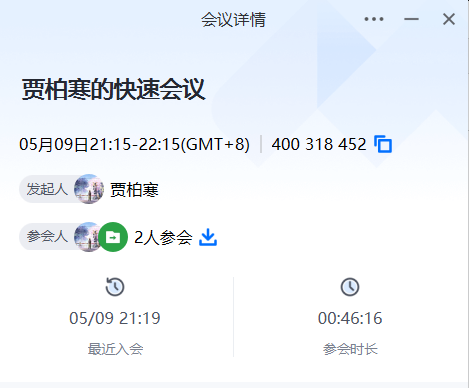 会议详情
贾柏寒的快速会议
05月09日21:15-22:15(GMT+8) 400 318 452
发起人 贾柏寒
参会人 2人参会
05/09 21:19 00:46:16
最近入会 参会时长